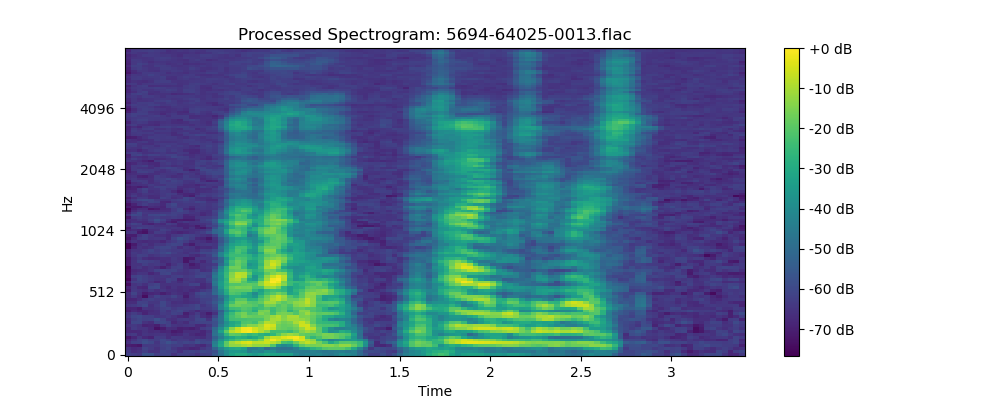 Processed Spectrogram: 5694-64025-0013.flac
+0 dB
-10 dB
-20 dB
-30 dB
-40 dB
-50 dB
-60 dB
-70 dB
Hz
4096
2048
1024
512
0
0
0.5
1
1.5
2
2.5
3
Time